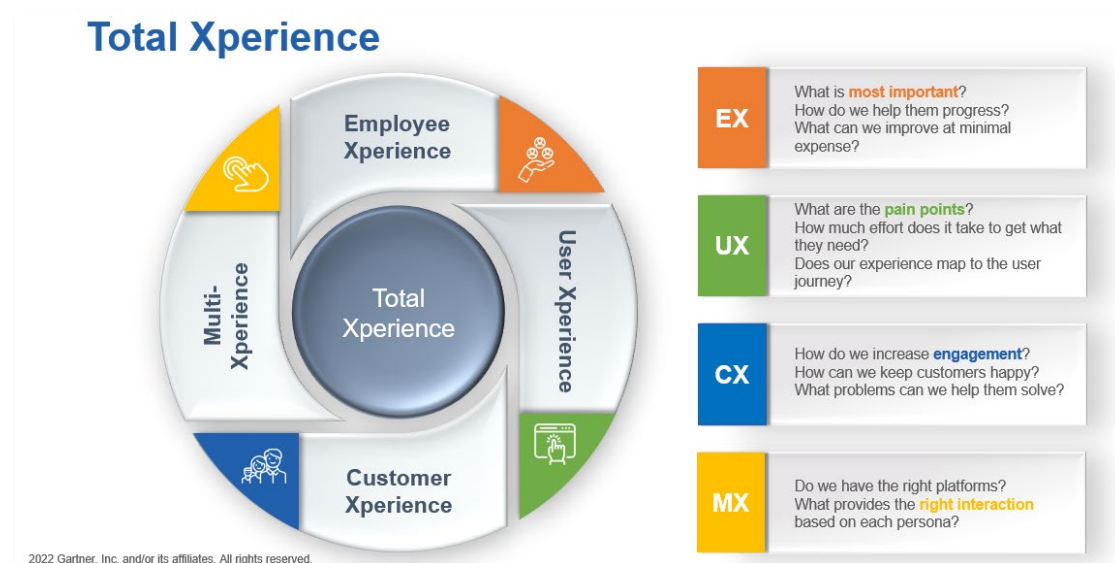 Total Xperience
Employee
Xperience
User Xperience
Customer
Xperience
Multi-
Xperience
Total
Xperience
EX
What is most important?
How do we help them progress?
What can we improve at minimal
expense?
UX
What are the pain points?
How much effort does it take to get what
they need?
Does our experience map to the user
journey?
CX
How do we increase engagement?
How can we keep customers happy?
What problems can we help them solve?
MX
Do we have the right platforms?
What provides the right interaction
based on each persona?
2022 Gartner, Inc. and/or its affiliates. All rights reserved.